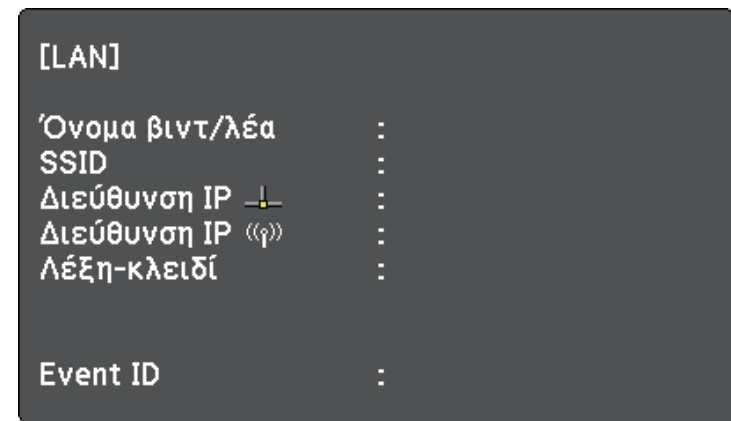 [LAN]
Όνομα βιντ/λέα :
SSID :
Διεύθυνση IP :
Διεύθυνση IP :
Λέξη-κλειδί :
Event ID :